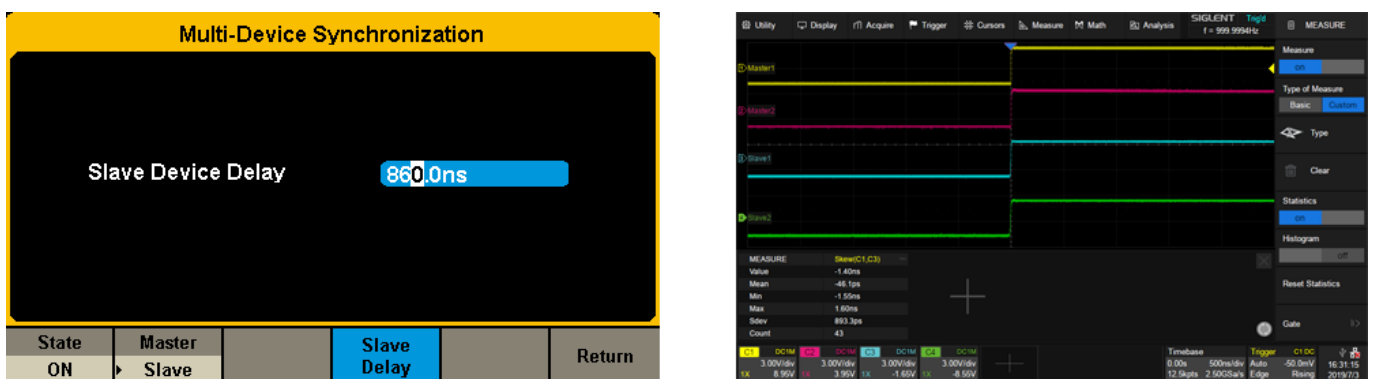 Multi-Device Synchronization
Slave Device Delay 860.0ns
State Master Slave Return
ON Slave Delay
Utility Display Acquire Trigger Cursors Measure Math Analysis SIGLENT Trig'd MEASURE
f = 999.9994Hz
Measure
on
Master1
Type of Measure
Basic Custom
Master2
Type
Slave1
Clear
Statistics
on
Slave2
Histogram
off
MEASURE Skew(C1,C3)
Value -1.40ns
Mean -46.1ps
Min -1.55ns
Max 1.60ns
Sdev 893.3ps
Count 43
Reset Statistics
Gate
C1 DC1M C2 DC1M C3 DC1M C4 DC1M Timebase Trigger C1 DC
3.00V/div 3.00V/div 3.00V/div 3.00V/div 0.00s 500ns/div Auto -50.0mV 16:31:15
1X 8.95V 1X 3.95V 1X -1.65V 1X -8.55V 12.5kpts 2.50GSa/s Edge Rising 2019/7/3